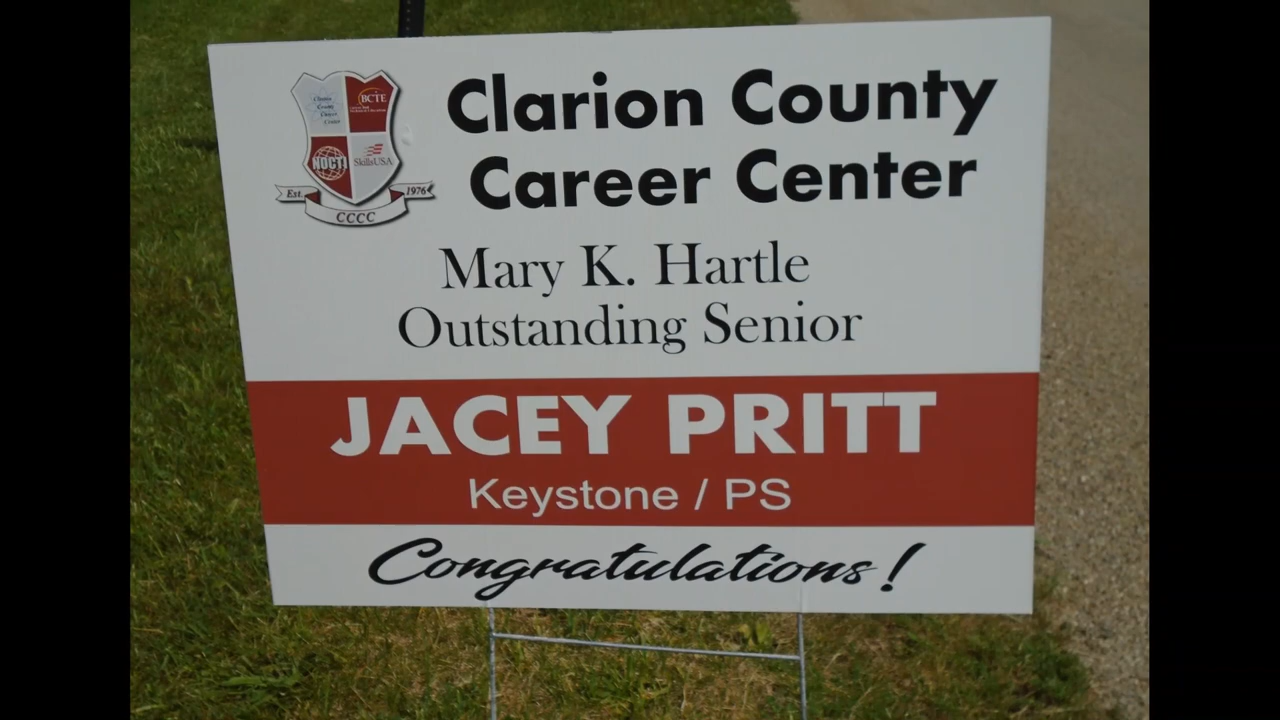 Clarion County
Career Center
BCTE
NOCTI
SkillsUSA
Est.
1976
CCCC
Mary K. Hartle
Outstanding Senior
JACEY PRITT
Keystone / PS
Congratulations!